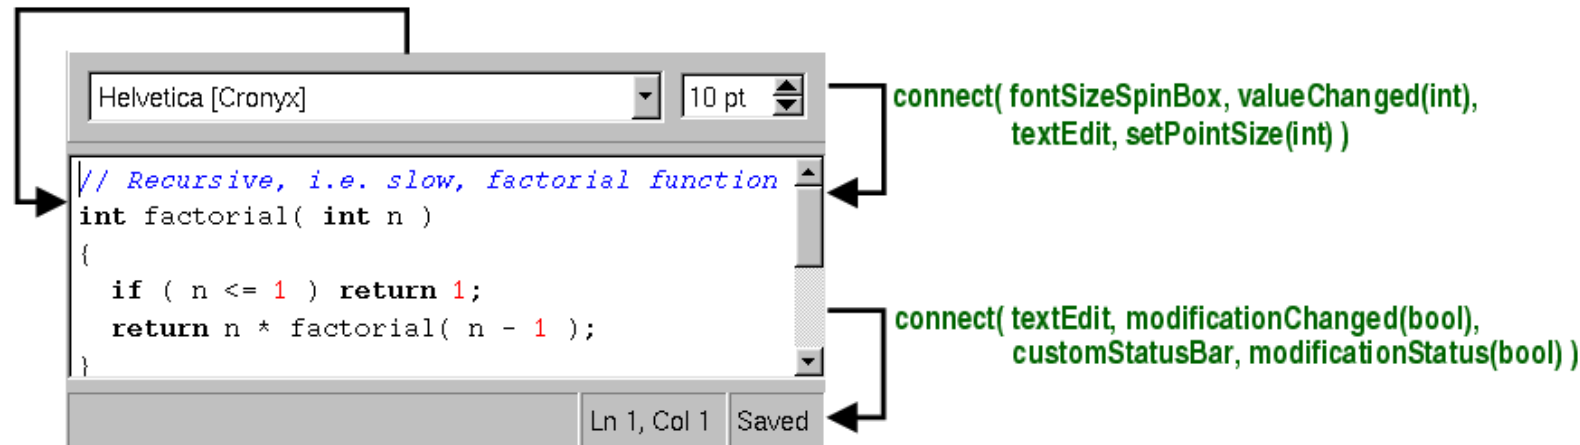 Helvetica [Cronyx]
10 pt
connect( fontSizeSpinBox, valueChanged(int),
textEdit, setPointSize(int) )
// Recursive, i.e. slow, factorial function
int factorial( int n )
{
if ( n <= 1 ) return 1;
return n * factorial( n - 1 );
}
connect( textEdit, modificationChanged(bool),
customStatusBar, modificationStatus(bool) )
Ln 1, Col 1
Saved